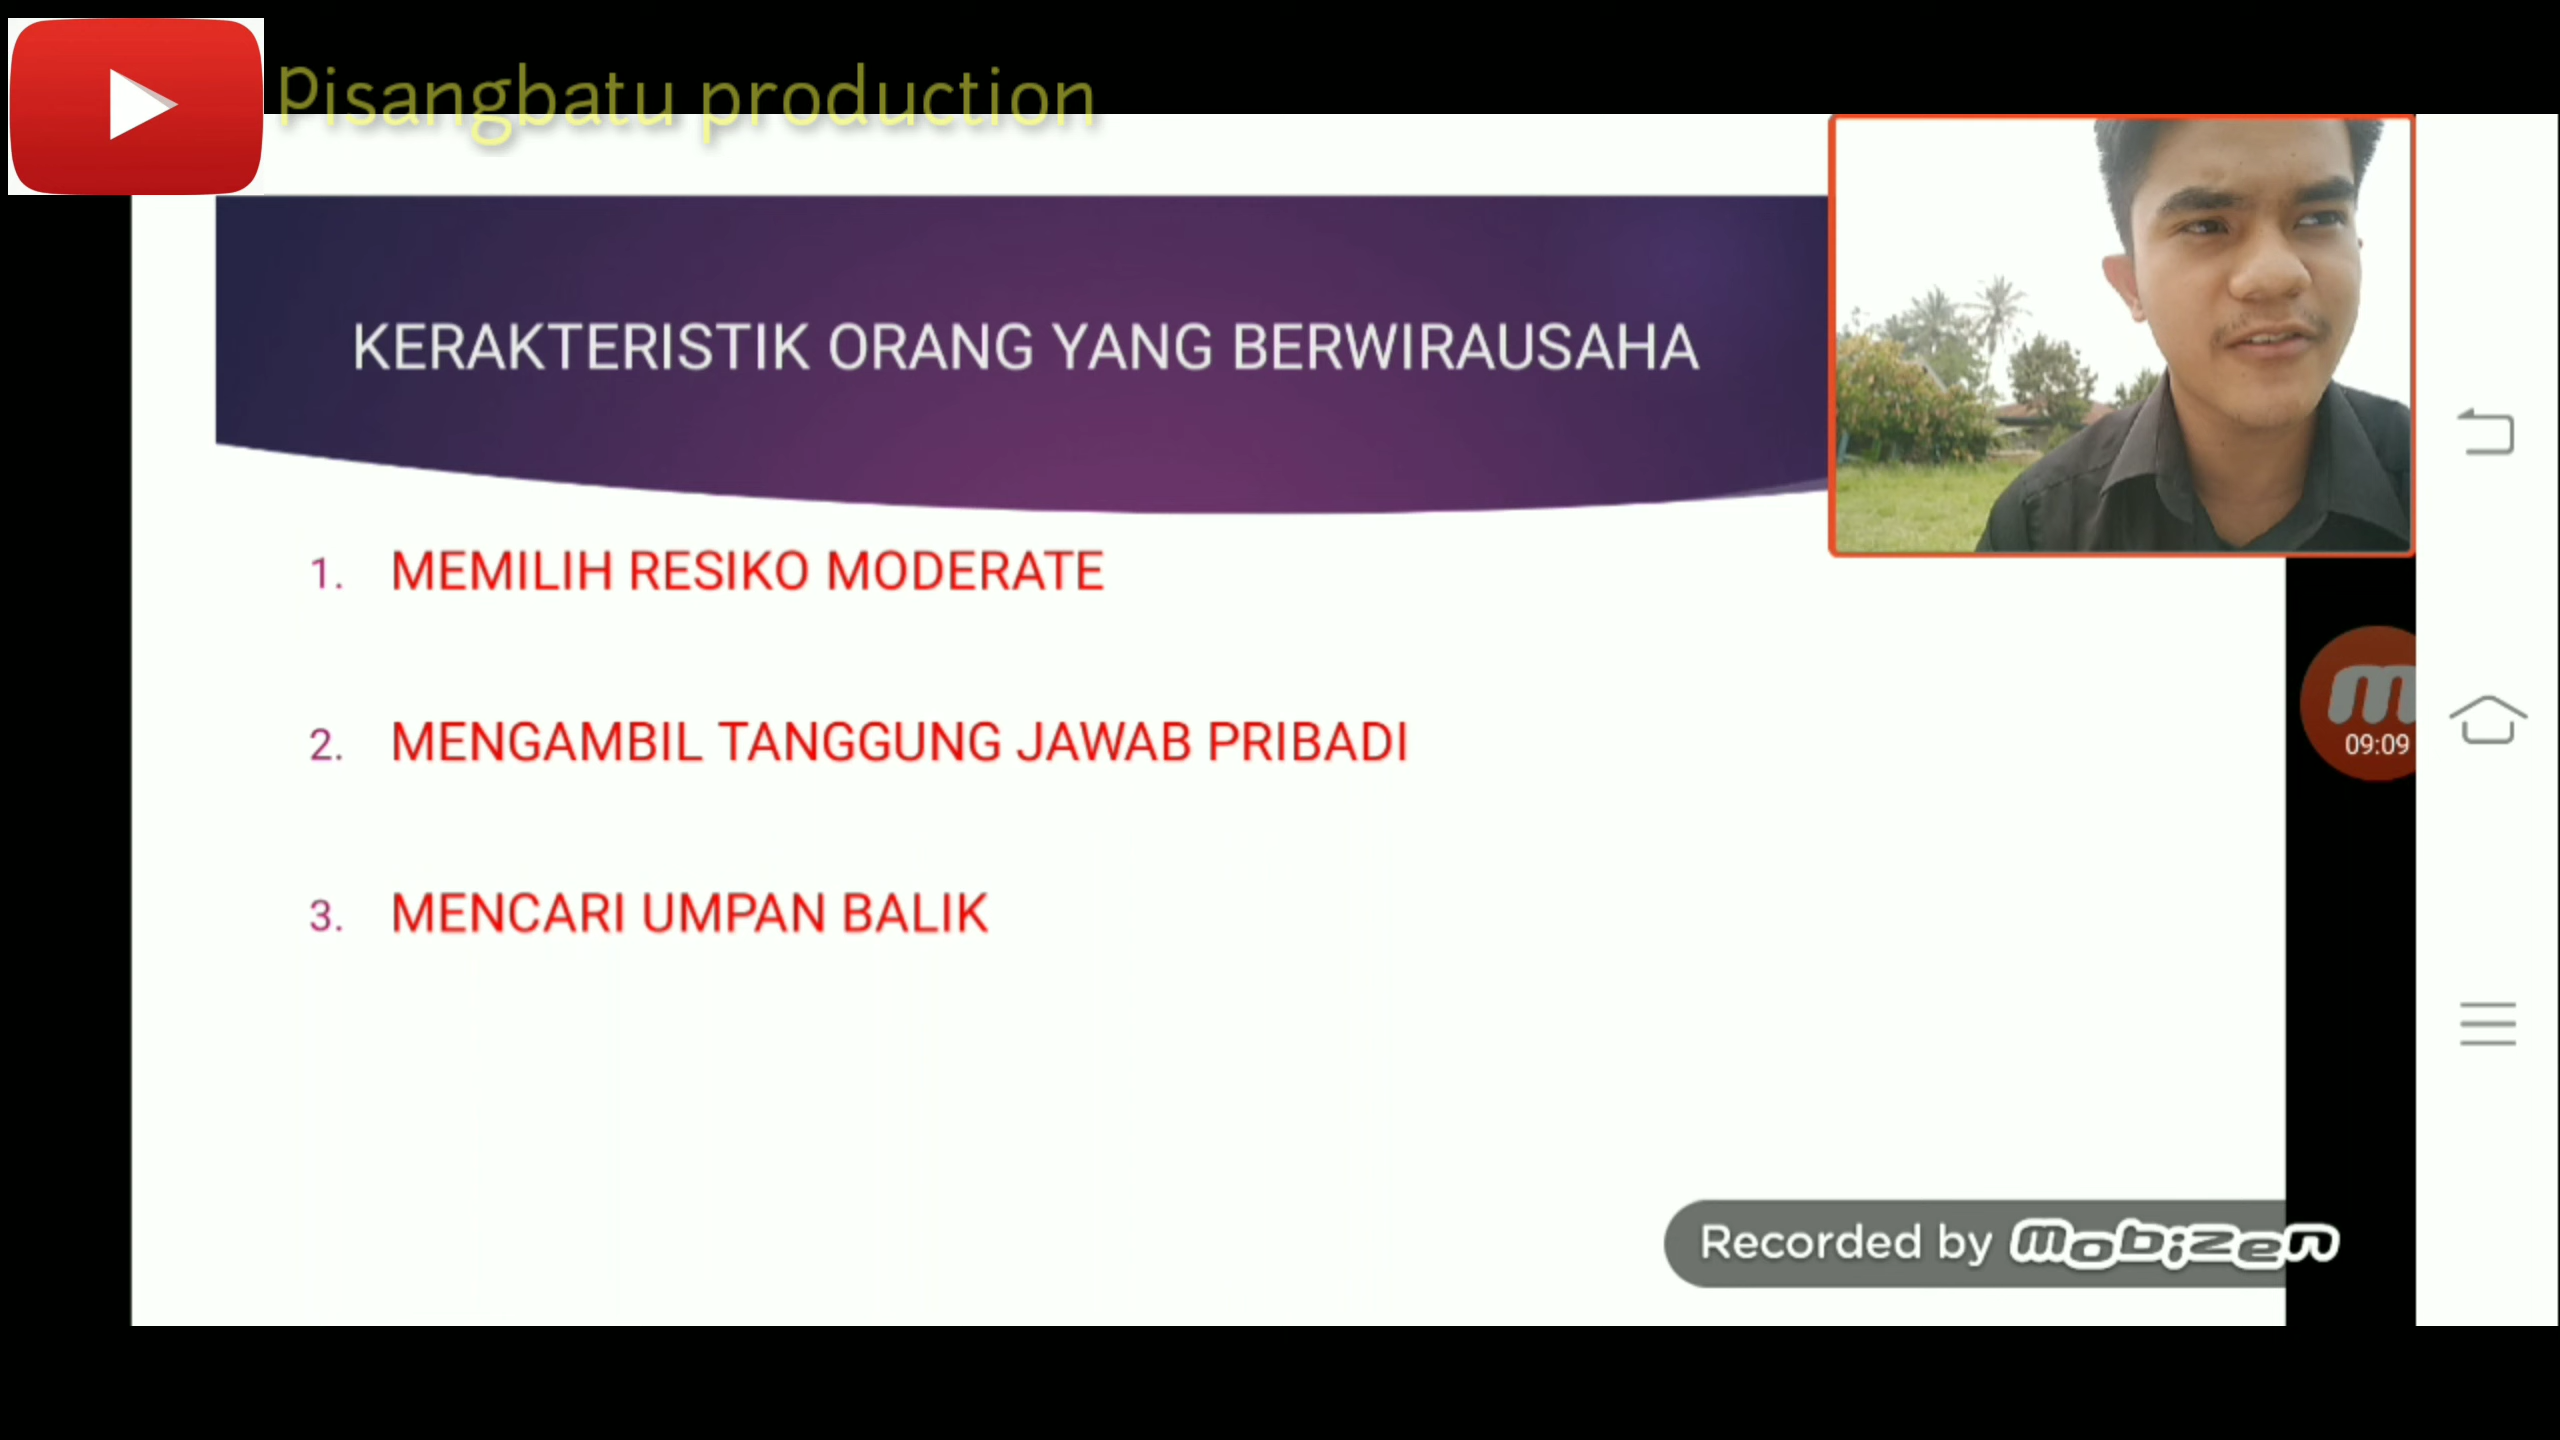 Pisangbatu production
KERAKTERISTIK ORANG YANG BERWIRAUSAHA
1. MEMILIH RESIKO MODERATE
2. MENGAMBIL TANGGUNG JAWAB PRIBADI
3. MENCARI UMPAN BALIK
m
09:09
Recorded by mobizen